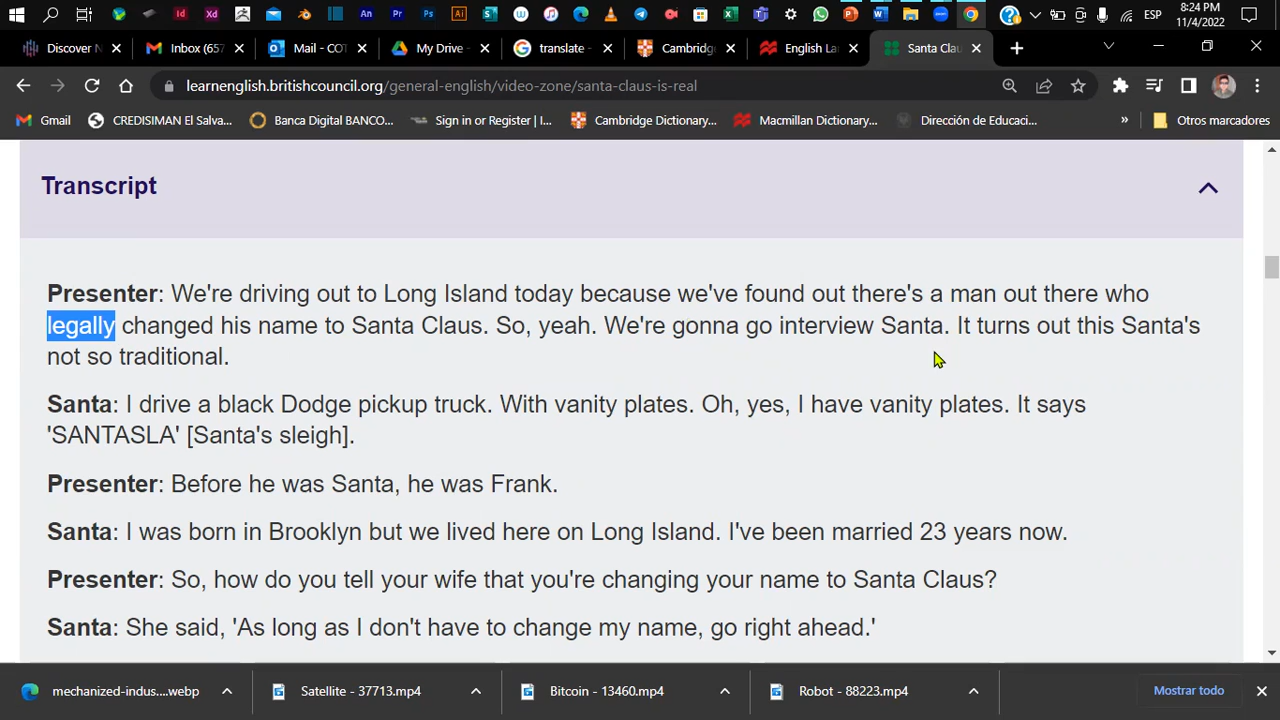 8:24 PM
ESP
11/4/2022
Discover N
Inbox (657
Mail - COT
My Drive -
translate -
Cambridg
English La
Santa Clau
learnenglish.britishcouncil.org/general-english/video-zone/santa-claus-is-real
Gmail
CREDISIMAN El Salva...
Banca Digital BANCO...
Sign in or Register | I...
Cambridge Dictionary...
Macmillan Dictionary...
Dirección de Educaci...
»
Otros marcadores
Transcript
Presenter: We're driving out to Long Island today because we've found out there's a man out there who
legally changed his name to Santa Claus. So, yeah. We're gonna go interview Santa. It turns out this Santa's
not so traditional.
Santa: I drive a black Dodge pickup truck. With vanity plates. Oh, yes, I have vanity plates. It says
'SANTASLA' [Santa's sleigh].
Presenter: Before he was Santa, he was Frank.
Santa: I was born in Brooklyn but we lived here on Long Island. I've been married 23 years now.
Presenter: So, how do you tell your wife that you're changing your name to Santa Claus?
Santa: She said, 'As long as I don't have to change my name, go right ahead.'
mechanized-indus....webp
Satellite - 37713.mp4
Bitcoin - 13460.mp4
Robot - 88223.mp4
Mostrar todo